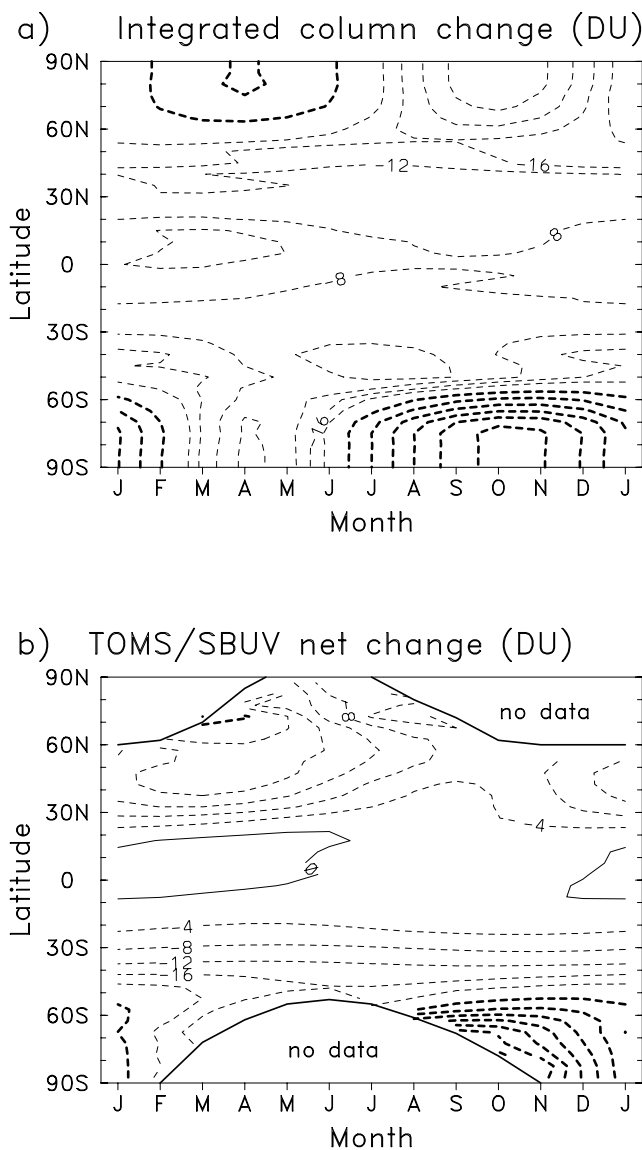 a) Integrated column change (DU)
90N
60N
30N
0
30S
60S
90S
Latitude
12
16
8
8
16
J F M A M J J A S O N D J
Month
b) TOMS/SBUV net change (DU)
90N
60N
30N
0
30S
60S
90S
Latitude
no data
8
4
0
4
8
12
16
no data
J F M A M J J A S O N D J
Month